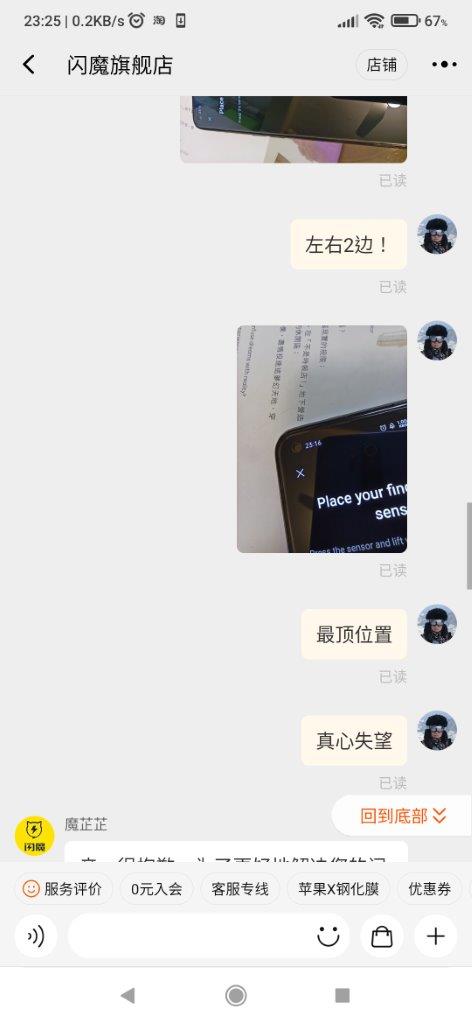 23:25 | 0.2KB/s 淘 67%
闪魔旗舰店 店铺
已读
左右2边！
已读
23:16
Place your fin
sens
Press the sensor and lift
已读
最顶位置
已读
真心失望
已读
回到底部
魔芷芷
闪魔
服务评价 0元入会 客服专线 苹果X钢化膜 优惠券